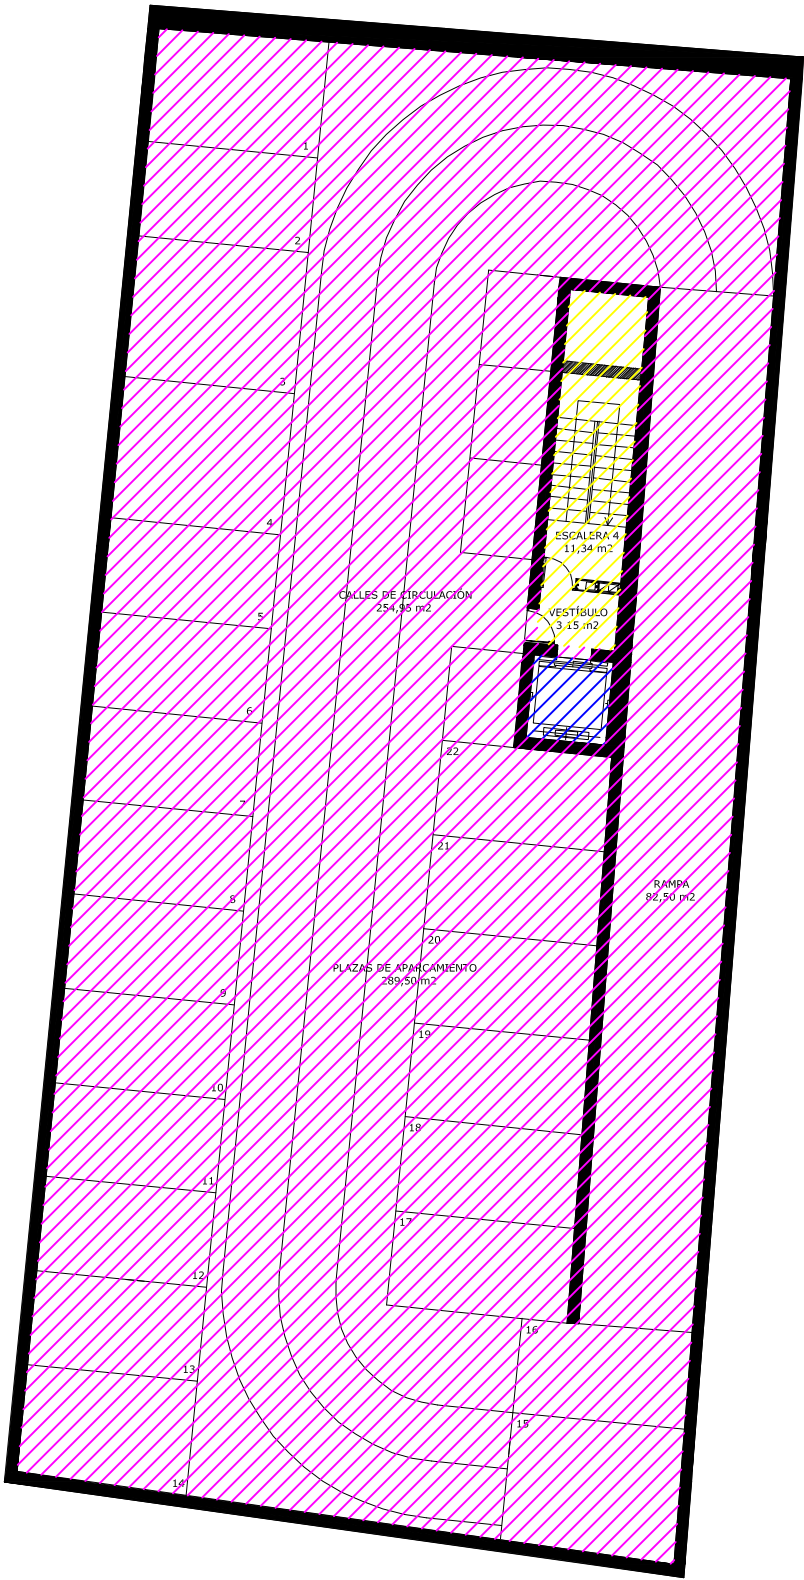 1
2
3
4
ESCALERA 4
11,34 m2
CALLES DE CIRCULACIÓN
254,95 m2
VESTÍBULO
3,15 m2
5
6
22
7
21
RAMPA
82,50 m2
8
20
PLAZAS DE APARCAMIENTO
289,50 m2
9
19
10
18
11
17
12
16
13
15
14